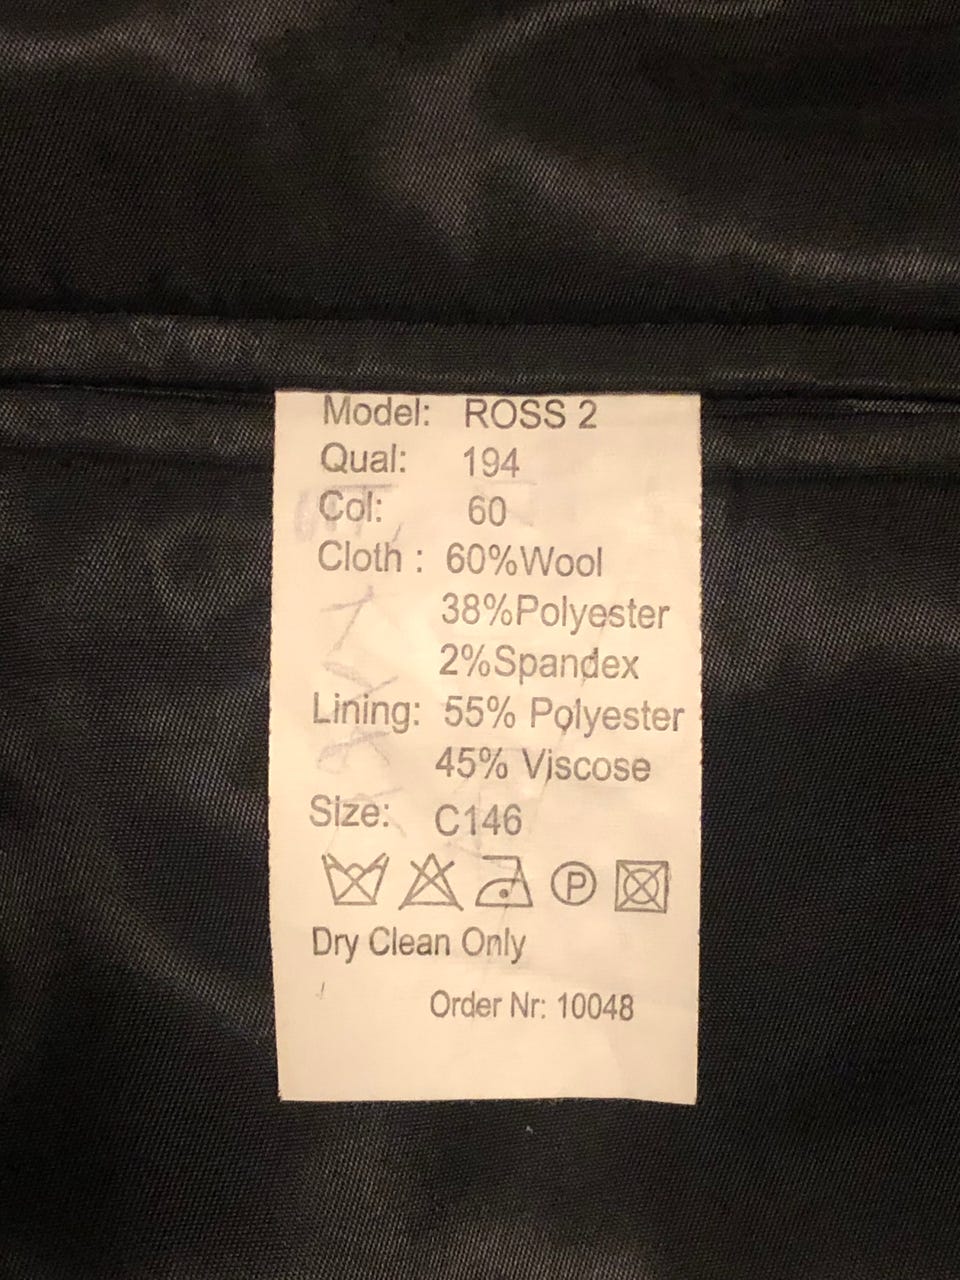 Model: ROSS 2
Qual: 194
Col: 60
Cloth : 60%Wool
38%Polyester
2%Spandex
Lining: 55% Polyester
45% Viscose
Size: C146
P
Dry Clean Only
Order Nr: 10048